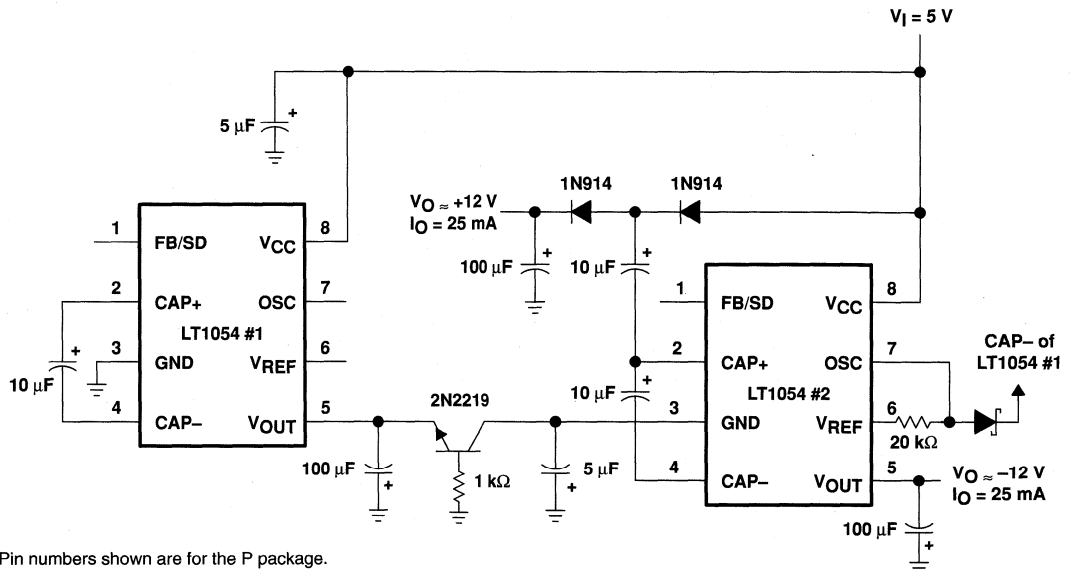 VI = 5 V
5 µF
+
1N914
1N914
VO ≈ +12 V
IO = 25 mA
100 µF
+
10 µF
+
1
FB/SD
VCC
8
2
CAP+
OSC
7
LT1054 #1
3
GND
VREF
6
4
CAP–
VOUT
5
10 µF
+
1
FB/SD
VCC
8
2
CAP+
OSC
7
LT1054 #2
3
GND
VREF
6
4
CAP–
VOUT
5
10 µF
+
CAP– of
LT1054 #1
20 kΩ
2N2219
100 µF
+
1 kΩ
5 µF
+
VO ≈ –12 V
IO = 25 mA
100 µF
+
Pin numbers shown are for the P package.